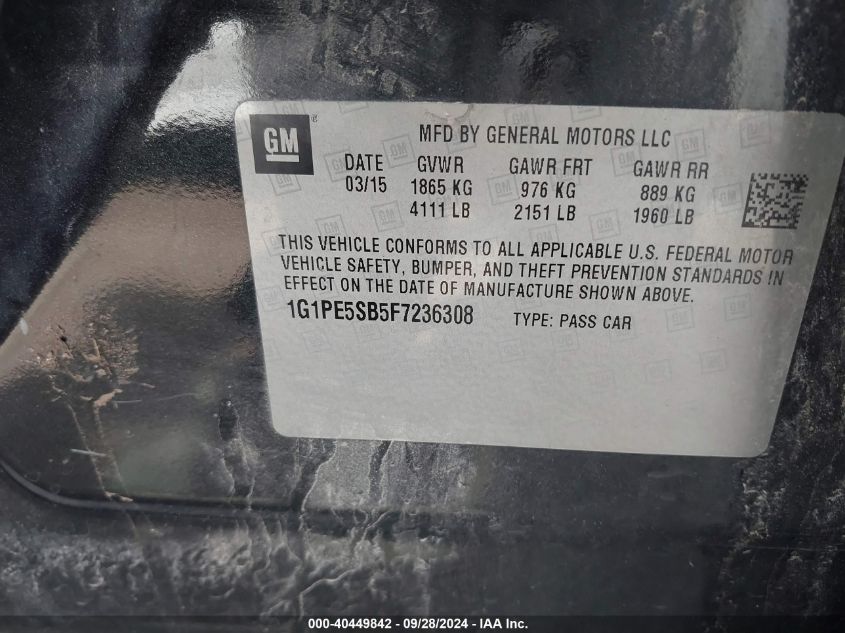 GM ®
MFD BY GENERAL MOTORS LLC
DATE GVWR GAWR FRT GAWR RR
03/15 1865 KG 976 KG 889 KG
4111 LB 2151 LB 1960 LB
THIS VEHICLE CONFORMS TO ALL APPLICABLE U.S. FEDERAL MOTOR
VEHICLE SAFETY, BUMPER, AND THEFT PREVENTION STANDARDS IN
EFFECT ON THE DATE OF MANUFACTURE SHOWN ABOVE.
1G1PE5SB5F7236308 TYPE: PASS CAR
000-40449842 - 09/28/2024 - IAA Inc.